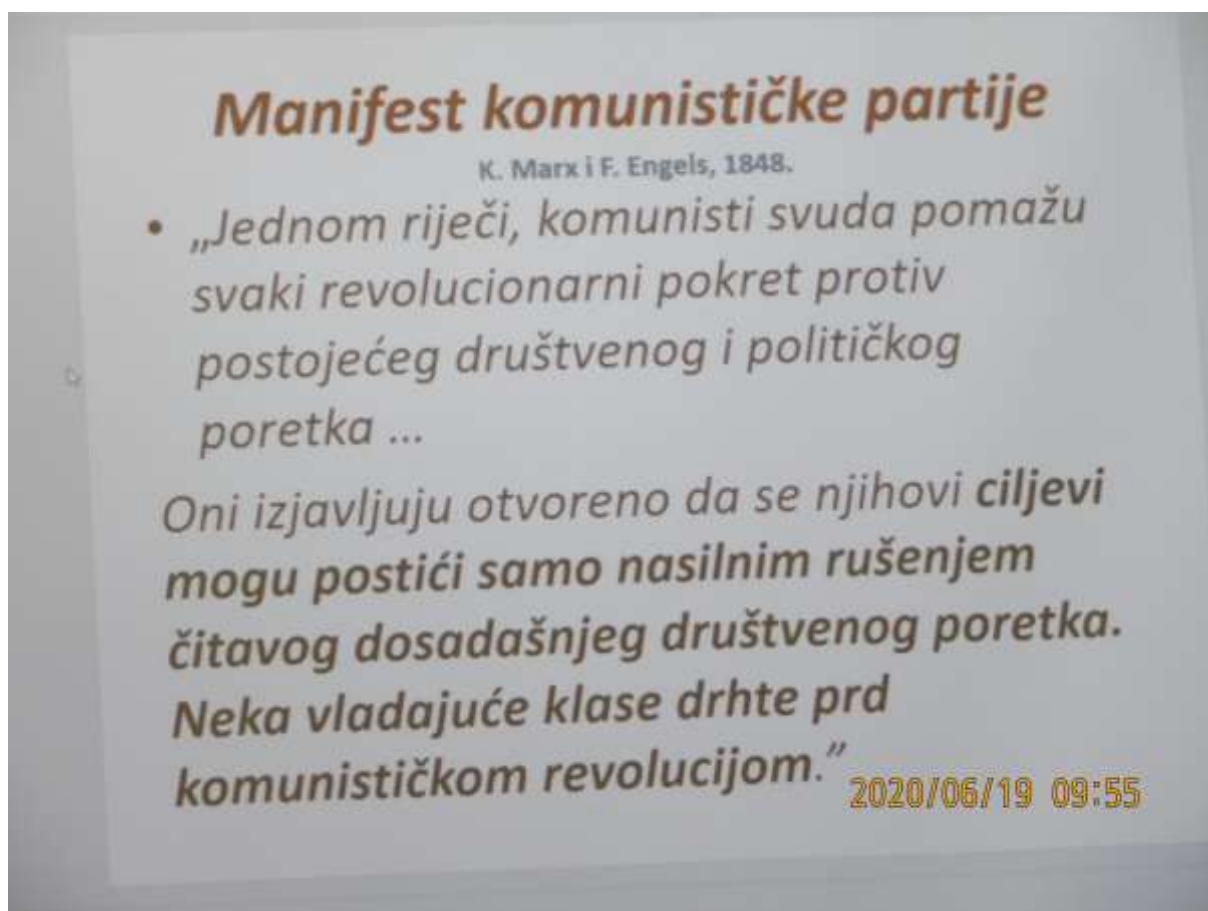 Manifest komunističke partije
K. Marx i F. Engels, 1848.
• „Jednom riječi, komunisti svuda pomažu
svaki revolucionarni pokret protiv
postojećeg društvenog i političkog
poretka ...
Oni izjavljuju otvoreno da se njihovi ciljevi
mogu postići samo nasilnim rušenjem
čitavog dosadašnjeg društvenog poretka.
Neka vladajuće klase drhte prd
komunističkom revolucijom.”
2020/06/19 09:55